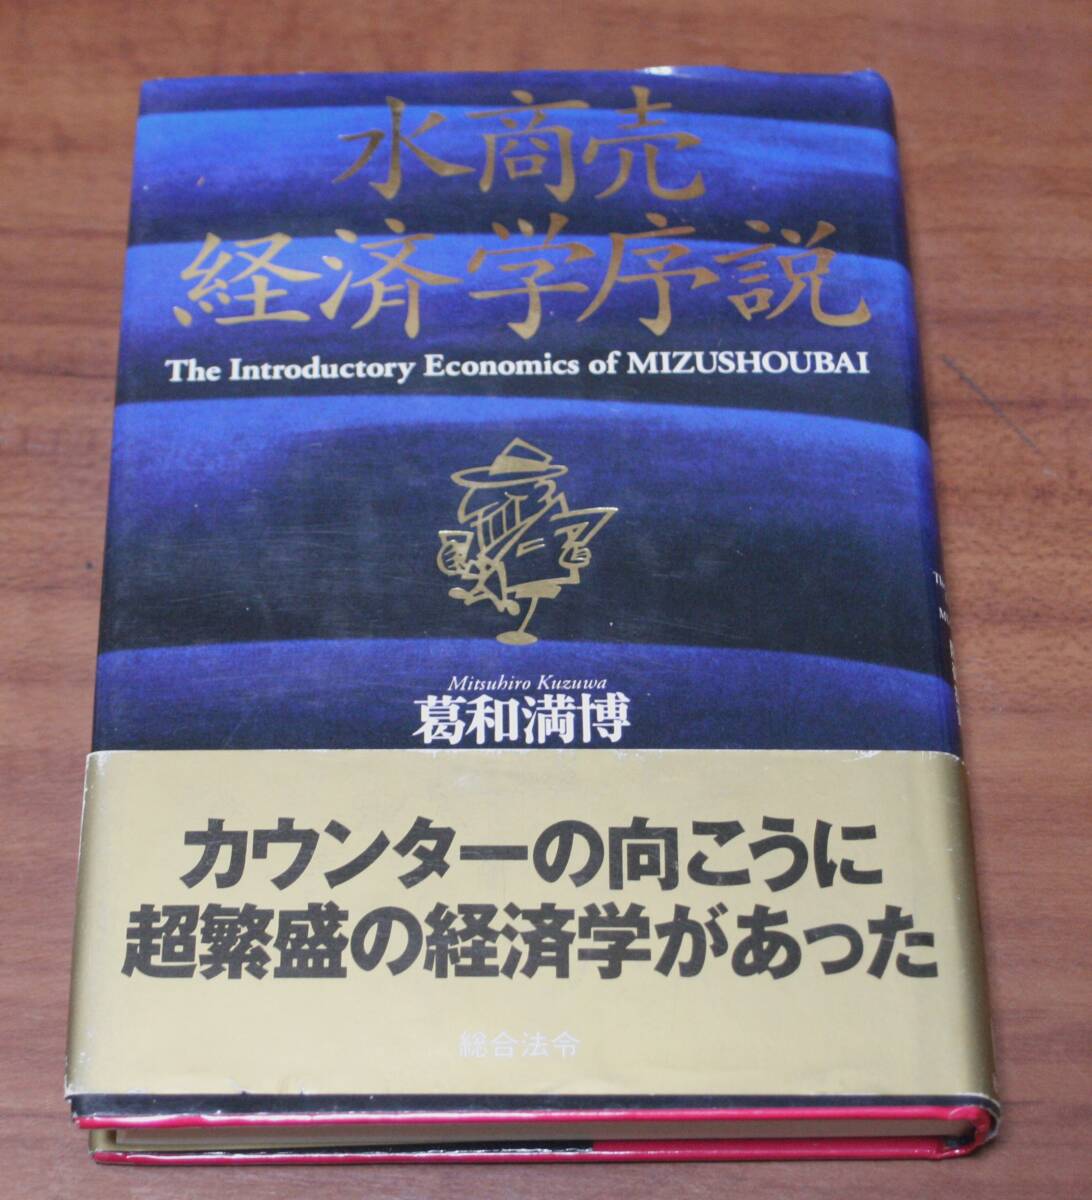 水商売
経済学序説
The Introductory Economics of MIZUSHOUBAI
Mitsuhiro Kuzuwa
葛和満博
カウンターの向こうに
超繁盛の経済学があった
総合法令